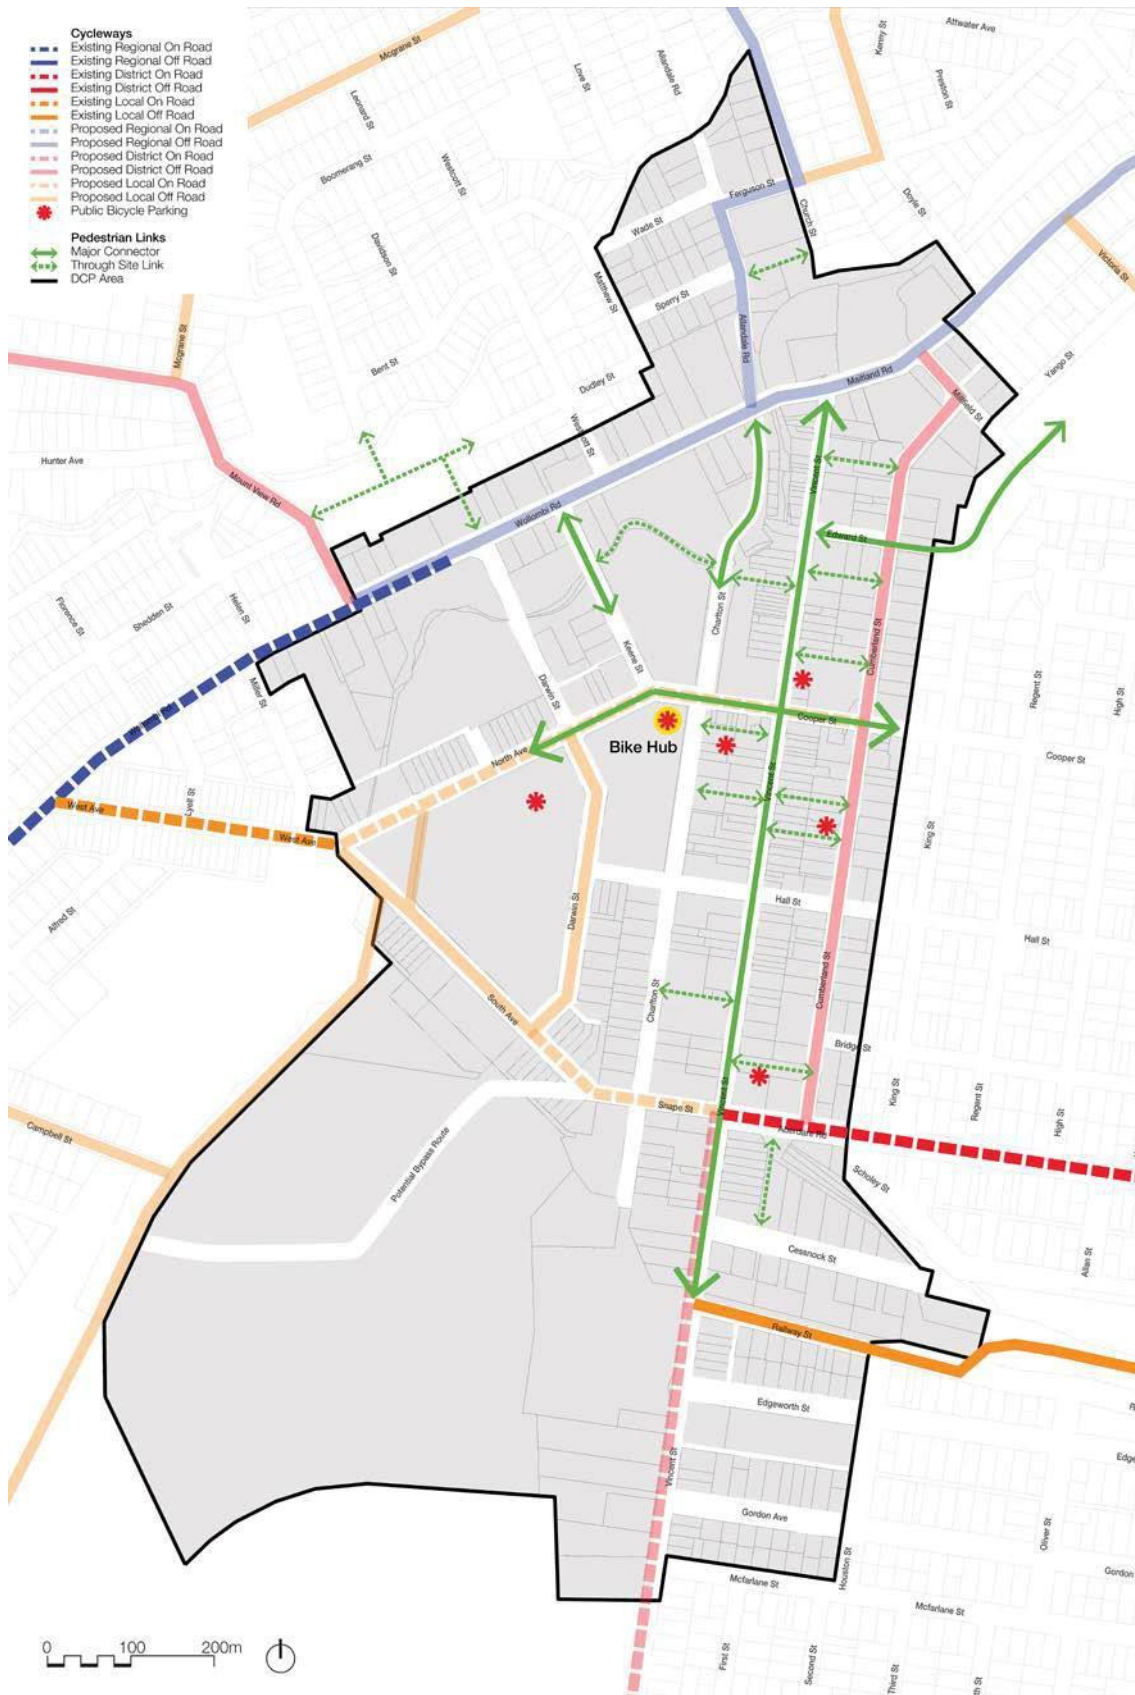 Cycleways
Existing Regional On Road
Existing Regional Off Road
Existing District On Road
Existing District Off Road
Existing Local On Road
Existing Local Off Road
Proposed Regional On Road
Proposed Regional Off Road
Proposed District On Road
Proposed District Off Road
Proposed Local On Road
Proposed Local Off Road
Public Bicycle Parking
Pedestrian Links
Major Connector
Through Site Link
DCP Area
Mcgrane St
Love St
Allandale Rd
Kenny St
Attwater Ave
Preston St
Leonard St
Boomerang St
Westcott St
Ferguson St
Church St
Doyle St
Wade St
Davidson St
Matthew St
Sperry St
Victoria St
Mcgrane St
Allandale Rd
Bent St
Dudley St
Maitland Rd
Yango St
Millfield St
Westcott St
Hunter Ave
Mount View Rd
Vincent St
Wollombi Rd
Edward St
Florence St
Shedden St
Helen St
Charlton St
Cumberland St
Keene St
Miller St
Darwin St
Regent St
High St
Cooper St
Bike Hub
North Ave
Cooper St
Vincent St
West Ave
Lyell St
West Ave
King St
Alfred St
Hall St
Darwin St
Hall St
Cumberland St
Charlton St
South Ave
Bridge St
King St
Regent St
High St
Vincent St
Snape St
Aberdare Rd
Campbell St
Potential Bypass Route
Scholey St
Cessnock St
Allan St
Railway St
Edgeworth St
R
Edge
Vincent St
Gordon Ave
Oliver St
Houston St
Gordon
Mcfarlane St
Mcfarlane St
0 100 200m
First St
Second St
Third St
th St